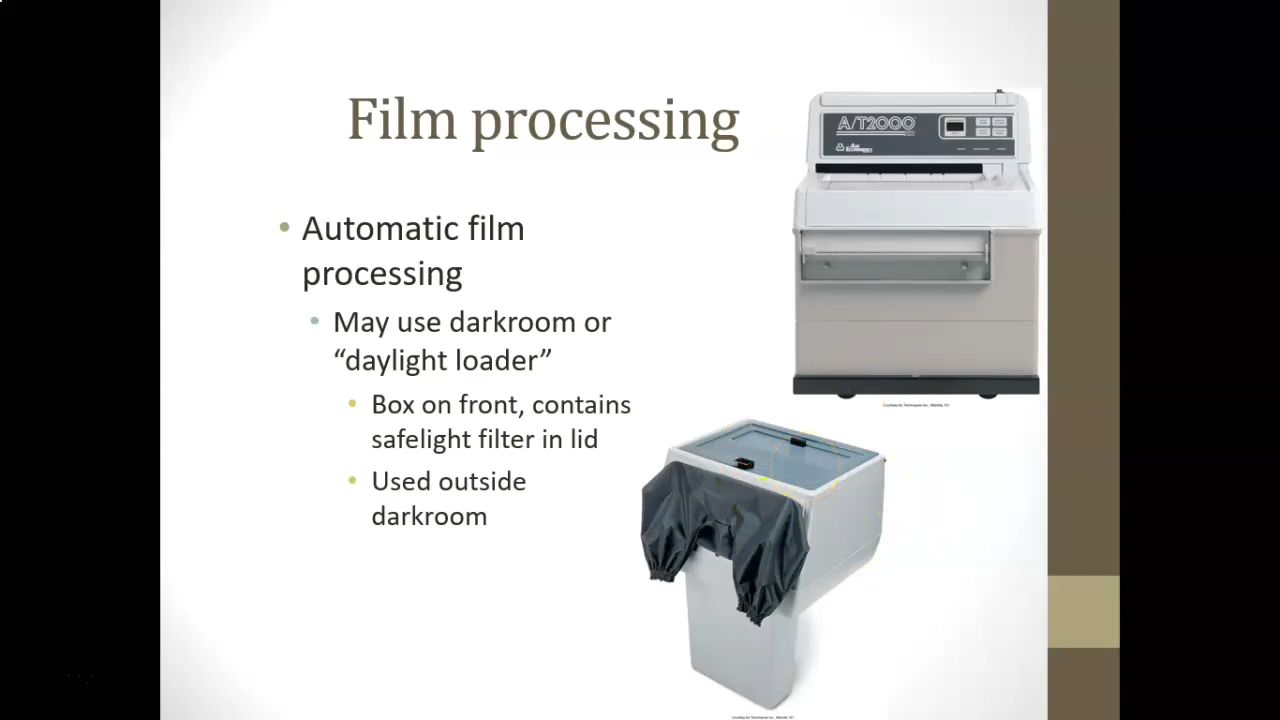 Film processing
• Automatic film
processing
• May use darkroom or
“daylight loader”
• Box on front, contains
safelight filter in lid
• Used outside
darkroom
A/T2000